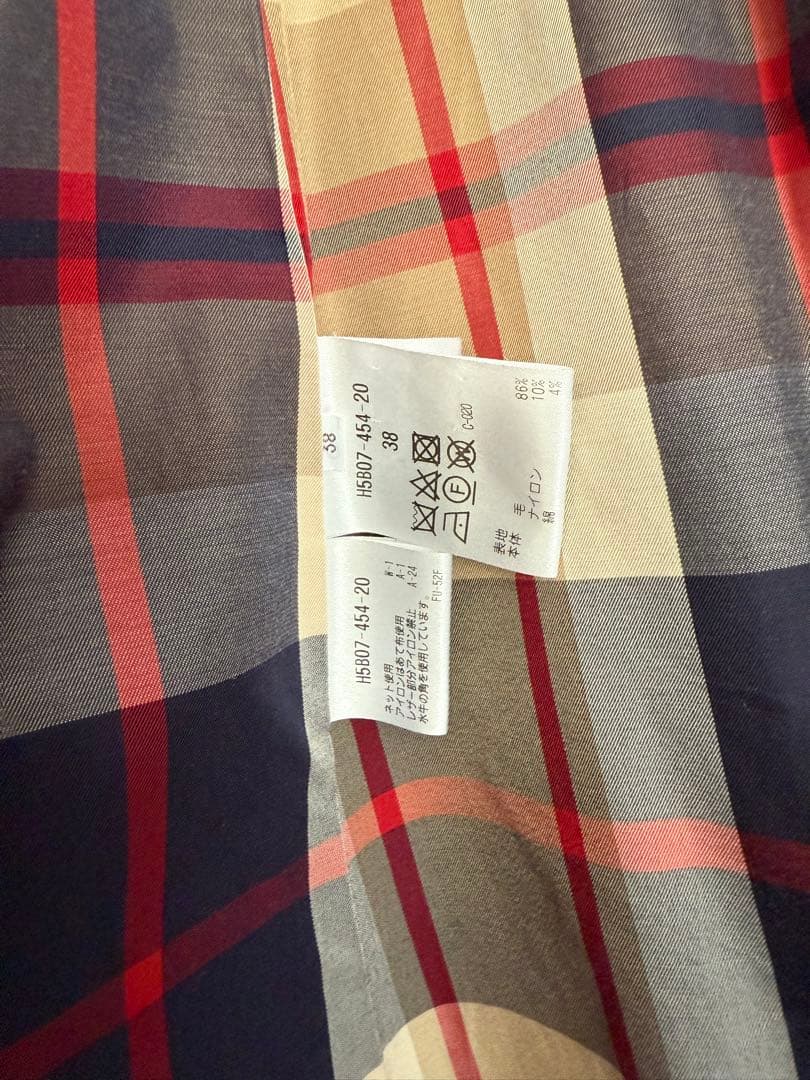 38
H5B07-454-20
38
C-020
F
W
表地 毛 86%
本体 ナイロン 10%
綿 4%
H5B07-454-20
ネット使用 W-1
アイロンはあて布使用 A-1
レザー部分アイロン禁止 A-24
水牛の角を使用しています。
FU-52F